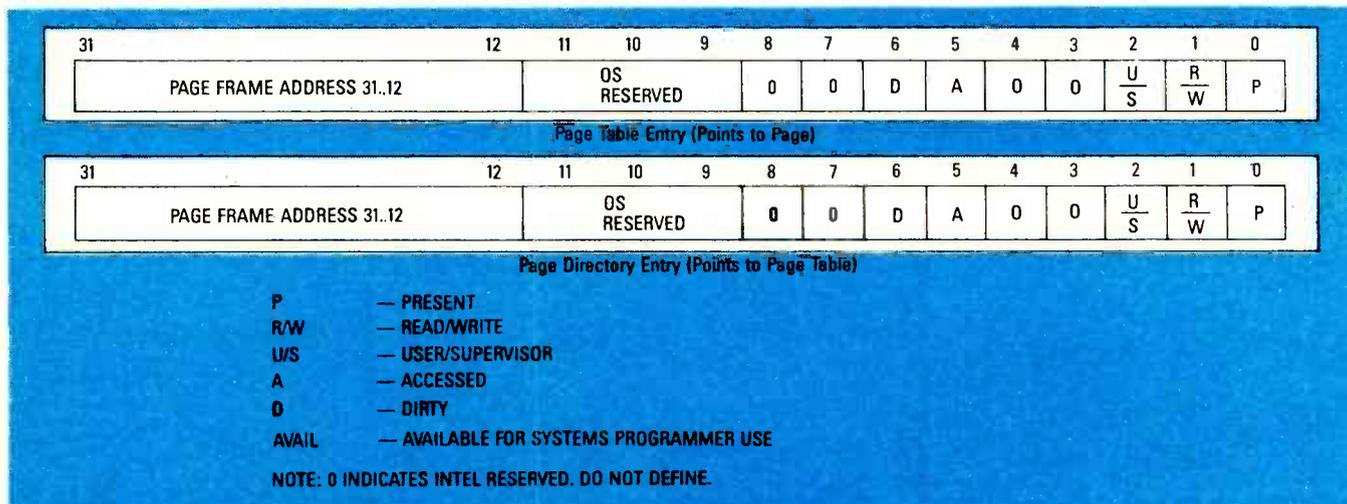 31 12 11 10 9 8 7 6 5 4 3 2 1 0
PAGE FRAME ADDRESS 31..12 OS RESERVED 0 0 D A 0 0 U/S R/W P
Page Table Entry (Points to Page)
31 12 11 10 9 8 7 6 5 4 3 2 1 0
PAGE FRAME ADDRESS 31..12 OS RESERVED 0 0 D A 0 0 U/S R/W P
Page Directory Entry (Points to Page Table)
P — PRESENT
R/W — READ/WRITE
U/S — USER/SUPERVISOR
A — ACCESSED
D — DIRTY
AVAIL — AVAILABLE FOR SYSTEMS PROGRAMMER USE
NOTE: 0 INDICATES INTEL RESERVED. DO NOT DEFINE.